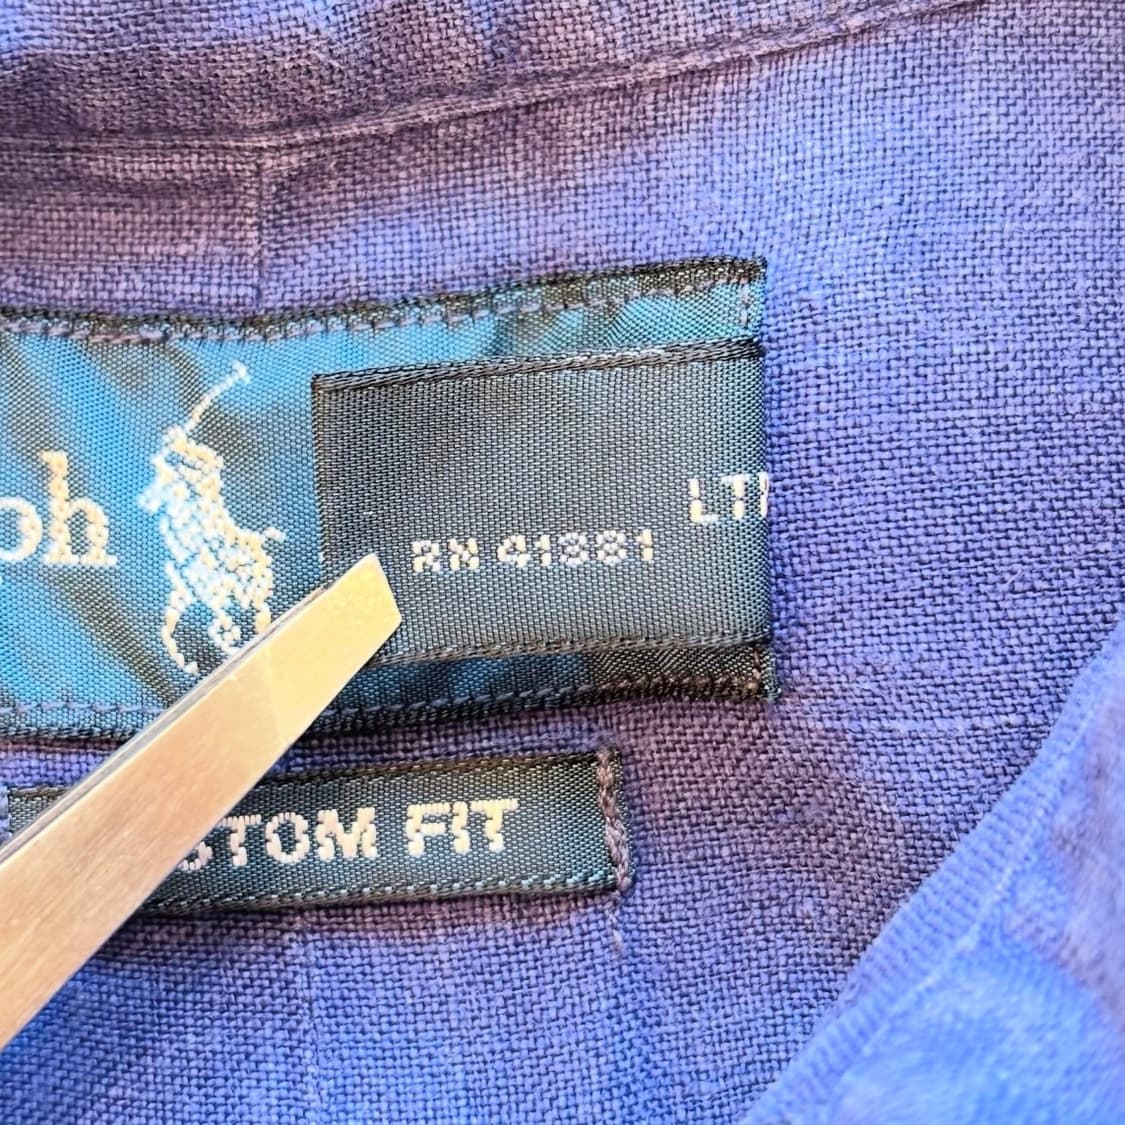 ph
LT
RN 41381
STOM FIT